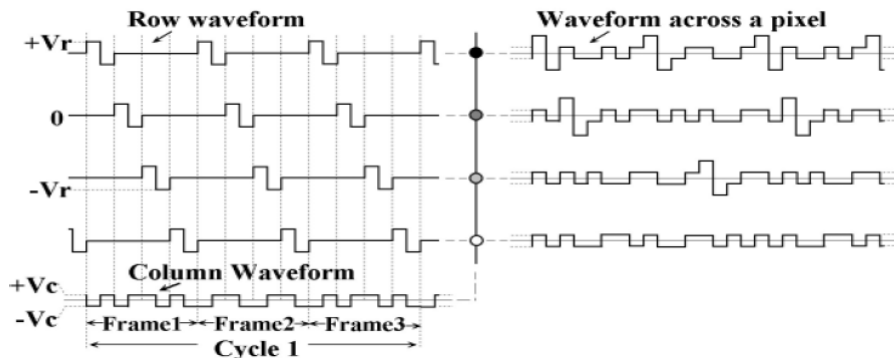 Row waveform
Waveform across a pixel
+Vr
0
-Vr
Column Waveform
+Vc
-Vc
Frame1 Frame2 Frame3
Cycle 1